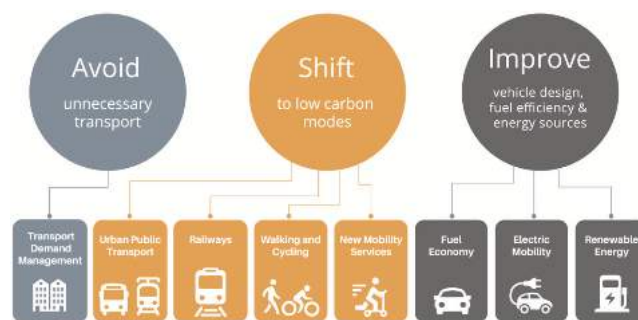 Avoid
unnecessary
transport
Shift
to low carbon
modes
Improve
vehicle design,
fuel efficiency &
energy sources
Transport
Demand
Management
Urban Public
Transport
Railways
Walking and
Cycling
New Mobility
Services
Fuel
Economy
Electric
Mobility
Renewable
Energy